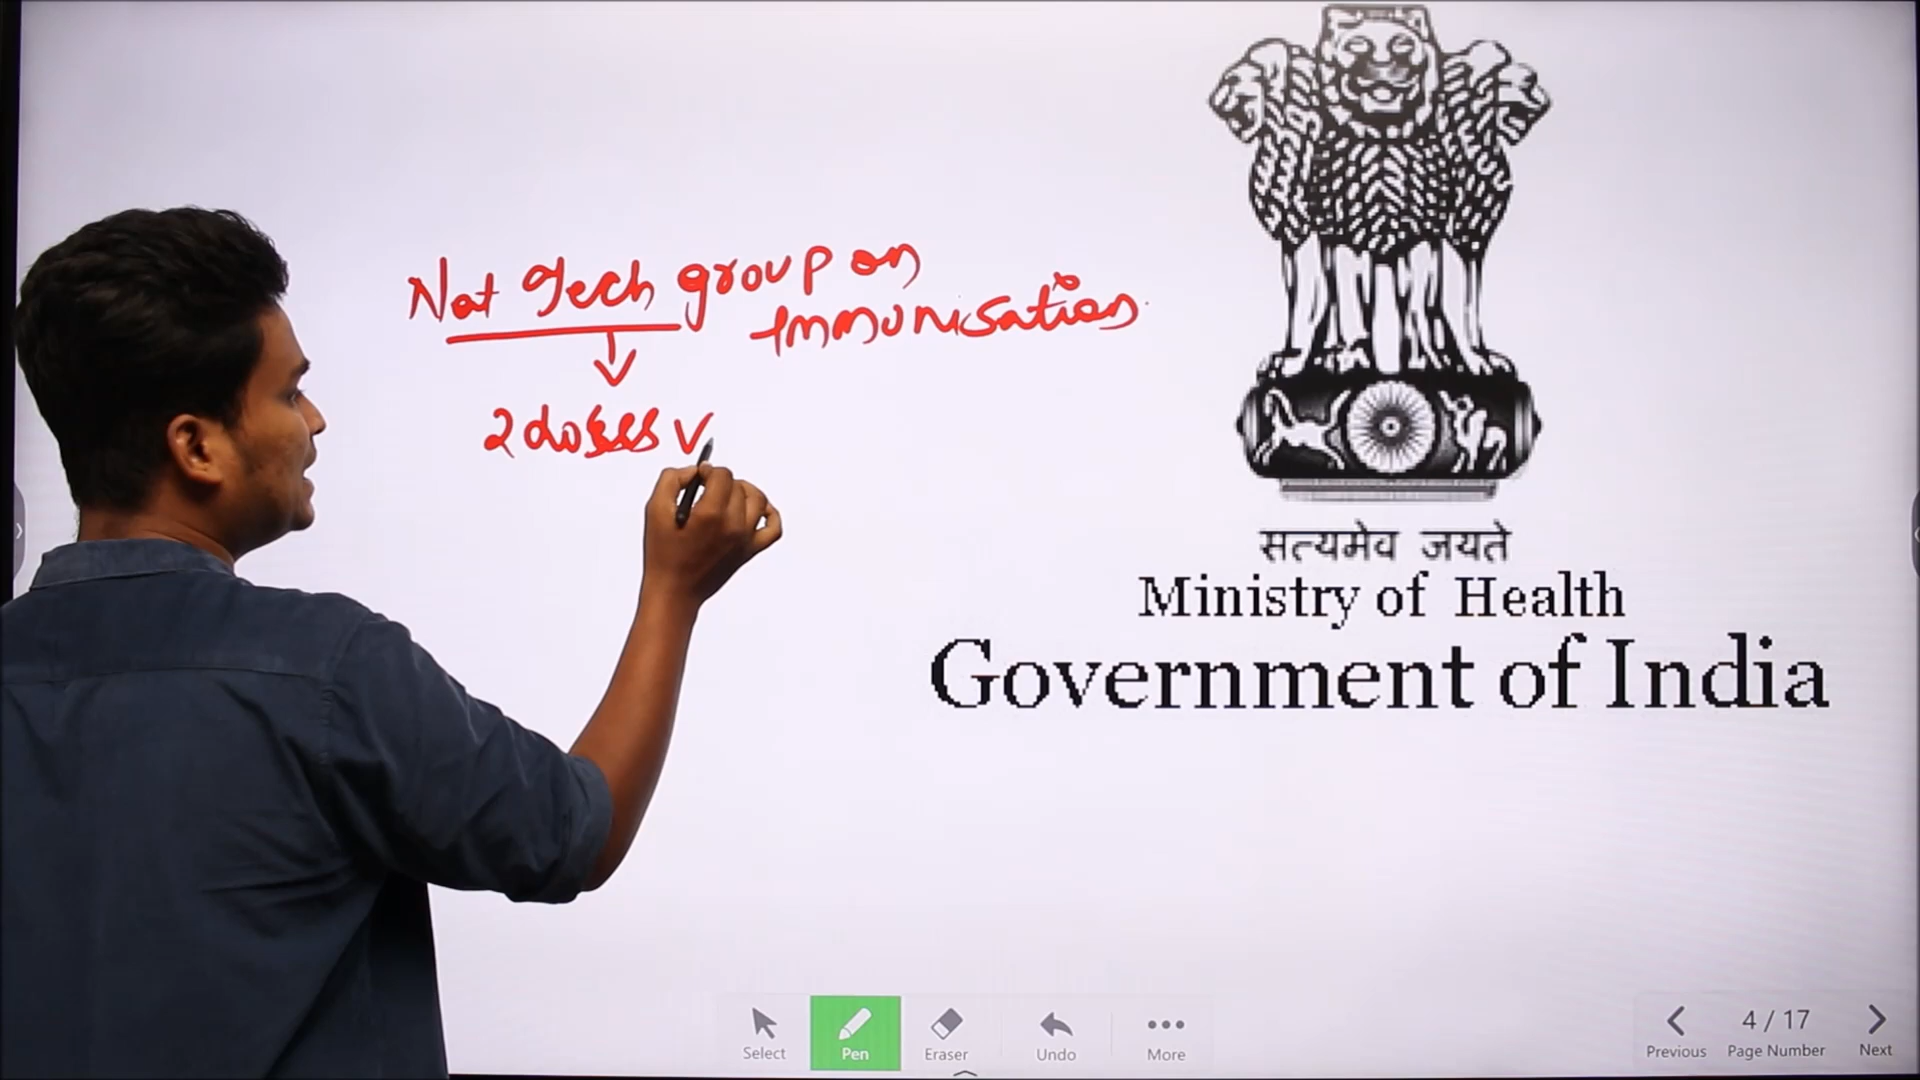 Nat Tech group on
Immunisation
2 doses V
सत्यमेव जयते
Ministry of Health
Government of India
Select
Pen
Eraser
Undo
More
4 / 17
Previous
Page Number
Next